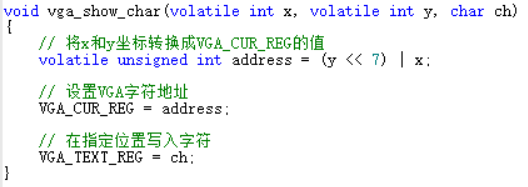 void vga_show_char(volatile int x, volatile int y, char ch)
{
// 将x和y坐标转换成VGA_CUR_REG的值
volatile unsigned int address = (y << 7) | x;
// 设置VGA字符地址
VGA_CUR_REG = address;
// 在指定位置写入字符
VGA_TEXT_REG = ch;
}